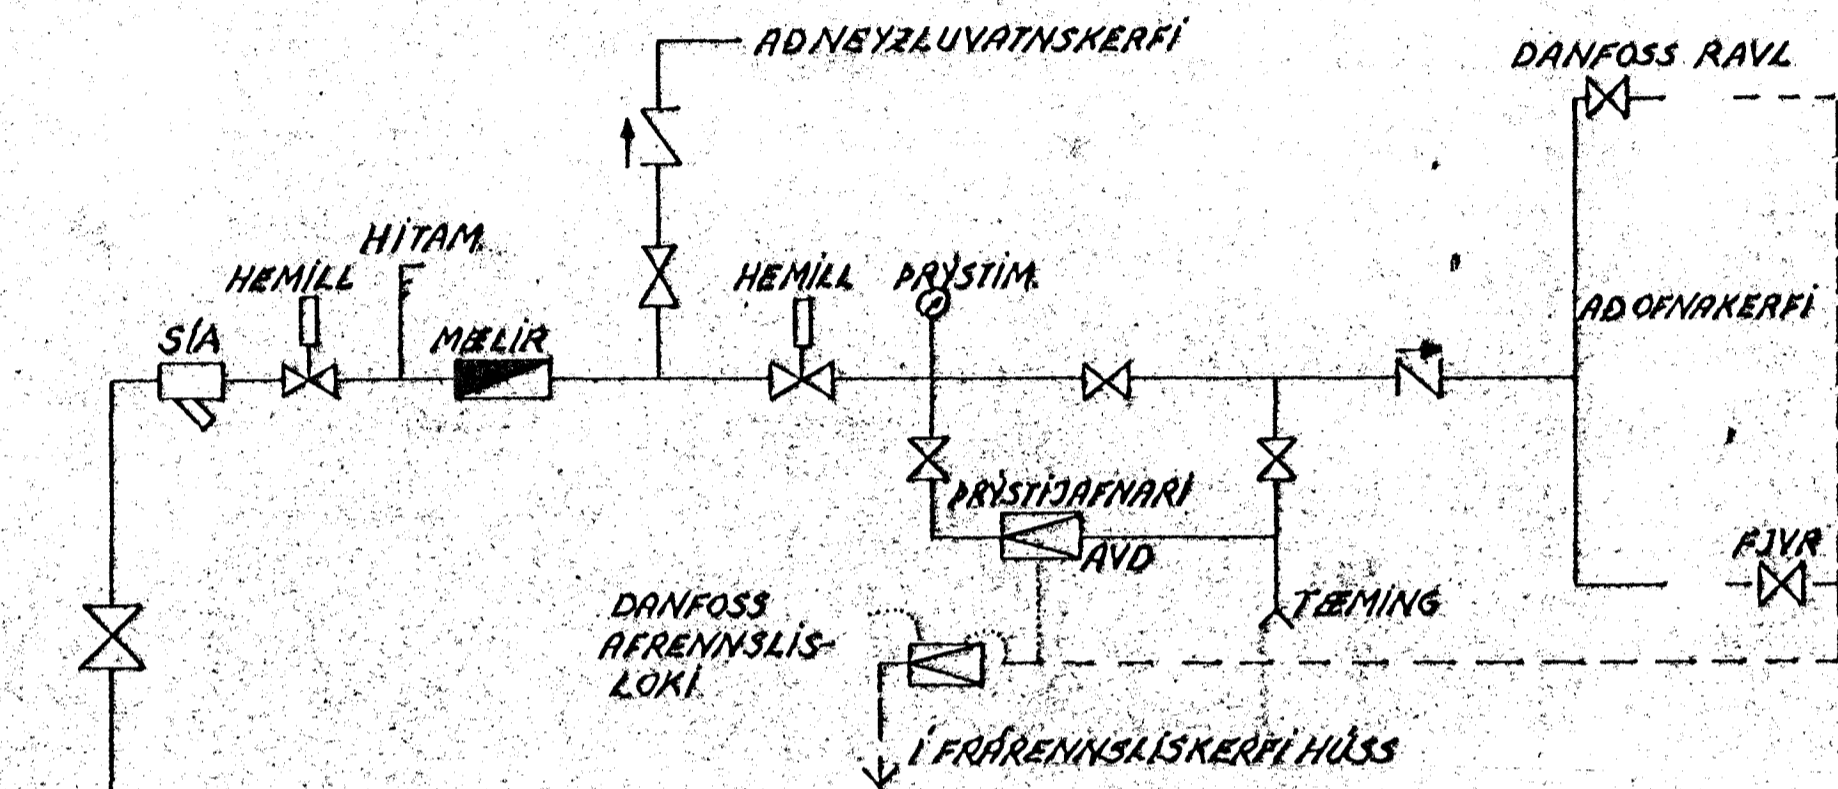 AÐ NEYZLUVATNSKERFI
DANFOSS RAVL
HITAM.
HEMILL
HEMILL
ÞRÝSTIM.
AÐ OFNAKERFI
SÍA
MÆLIR
ÞRÝSTIJAFNARI
AVD
FJVR
DANFOSS
AFRENNSLIS-
LOKI
TÆMING
Í FRÁRENNSLISKERFI HÚSS